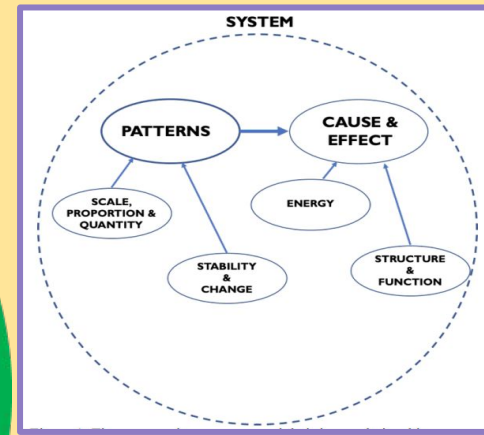 SYSTEM
PATTERNS
CAUSE &
EFFECT
SCALE,
PROPORTION &
QUANTITY
ENERGY
STABILITY
&
CHANGE
STRUCTURE
&
FUNCTION